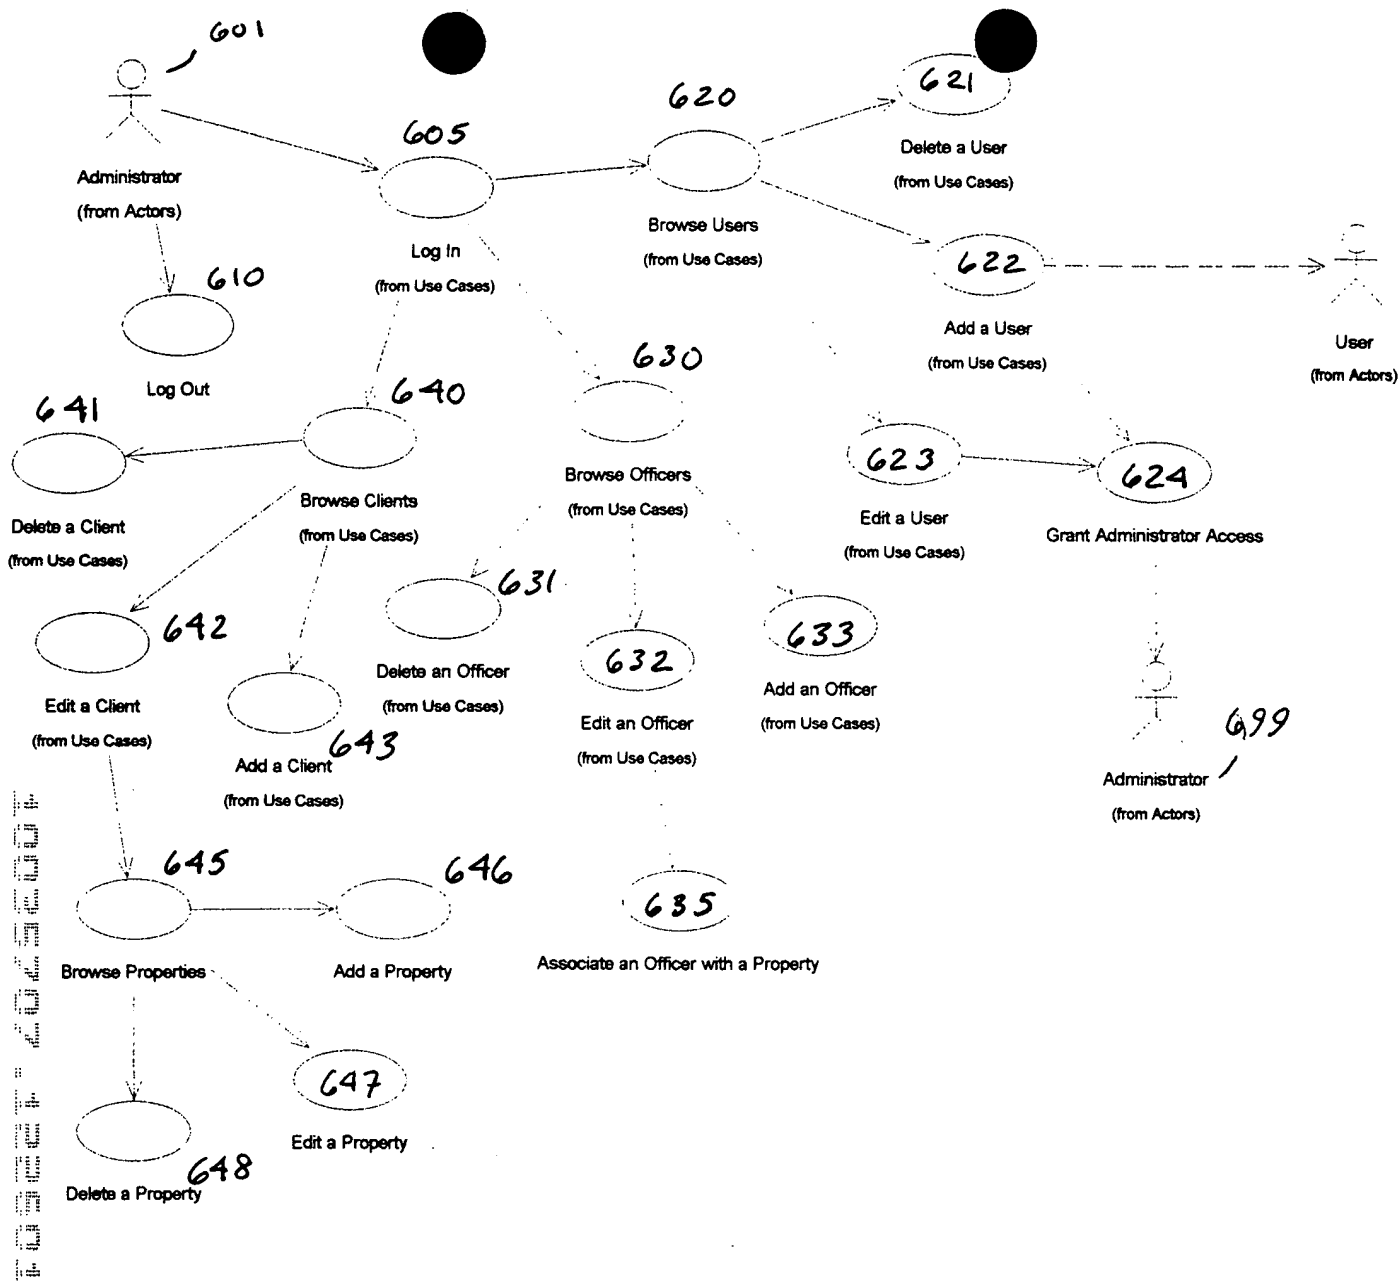 601
Administrator
(from Actors)
605
Log In
(from Use Cases)
620
Browse Users
(from Use Cases)
621
Delete a User
(from Use Cases)
622
Add a User
(from Use Cases)
User
(from Actors)
610
Log Out
640
Browse Clients
(from Use Cases)
630
Browse Officers
(from Use Cases)
623
Edit a User
(from Use Cases)
624
Grant Administrator Access
641
Delete a Client
(from Use Cases)
642
Edit a Client
(from Use Cases)
643
Add a Client
(from Use Cases)
631
Delete an Officer
(from Use Cases)
632
Edit an Officer
(from Use Cases)
633
Add an Officer
(from Use Cases)
699
Administrator
(from Actors)
645
Browse Properties
646
Add a Property
635
Associate an Officer with a Property
647
Edit a Property
648
Delete a Property